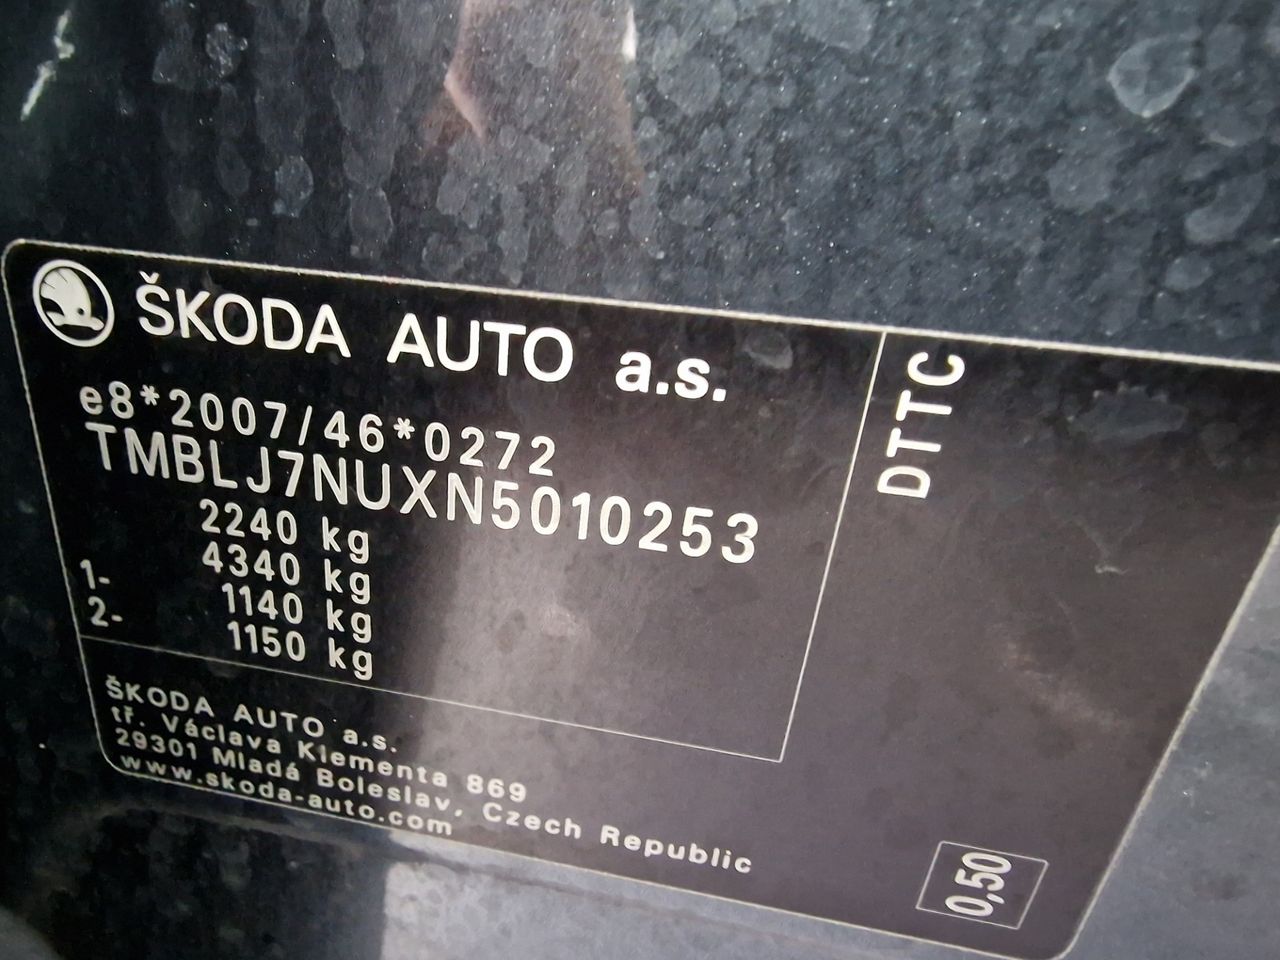 ŠKODA AUTO a.s.
e8*2007/46*0272
TMBLJ7NUXN5010253
2240 kg
4340 kg
1- 1140 kg
2- 1150 kg
ŠKODA AUTO a.s.
tř. Václava Klementa 869
29301 Mladá Boleslav, Czech Republic
www.skoda-auto.com
DTTC
0,50